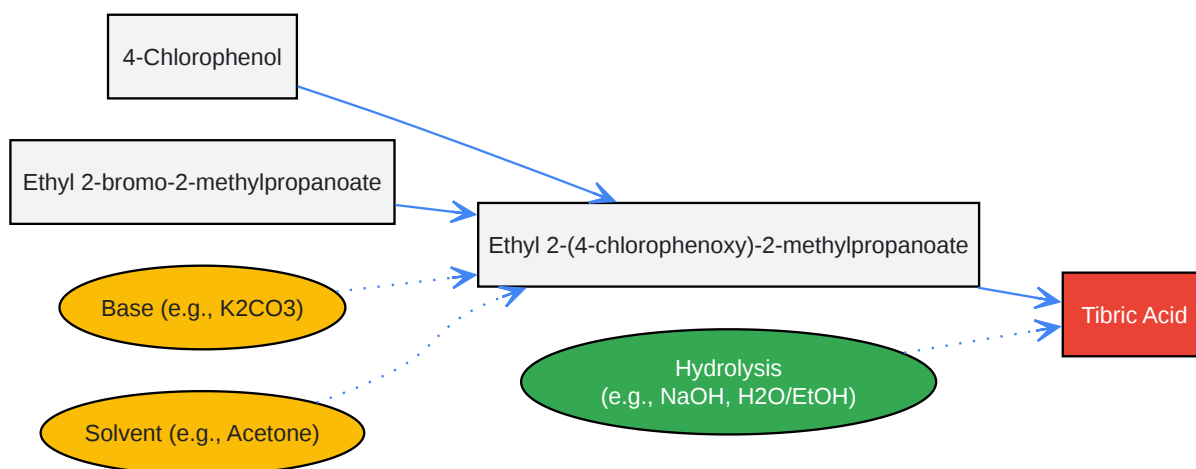 4-Chlorophenol
Ethyl 2-bromo-2-methylpropanoate
Ethyl 2-(4-chlorophenoxy)-2-methylpropanoate
Base (e.g., K2CO3)
Tibric Acid
Hydrolysis
(e.g., NaOH, H2O/EtOH)
Solvent (e.g., Acetone)